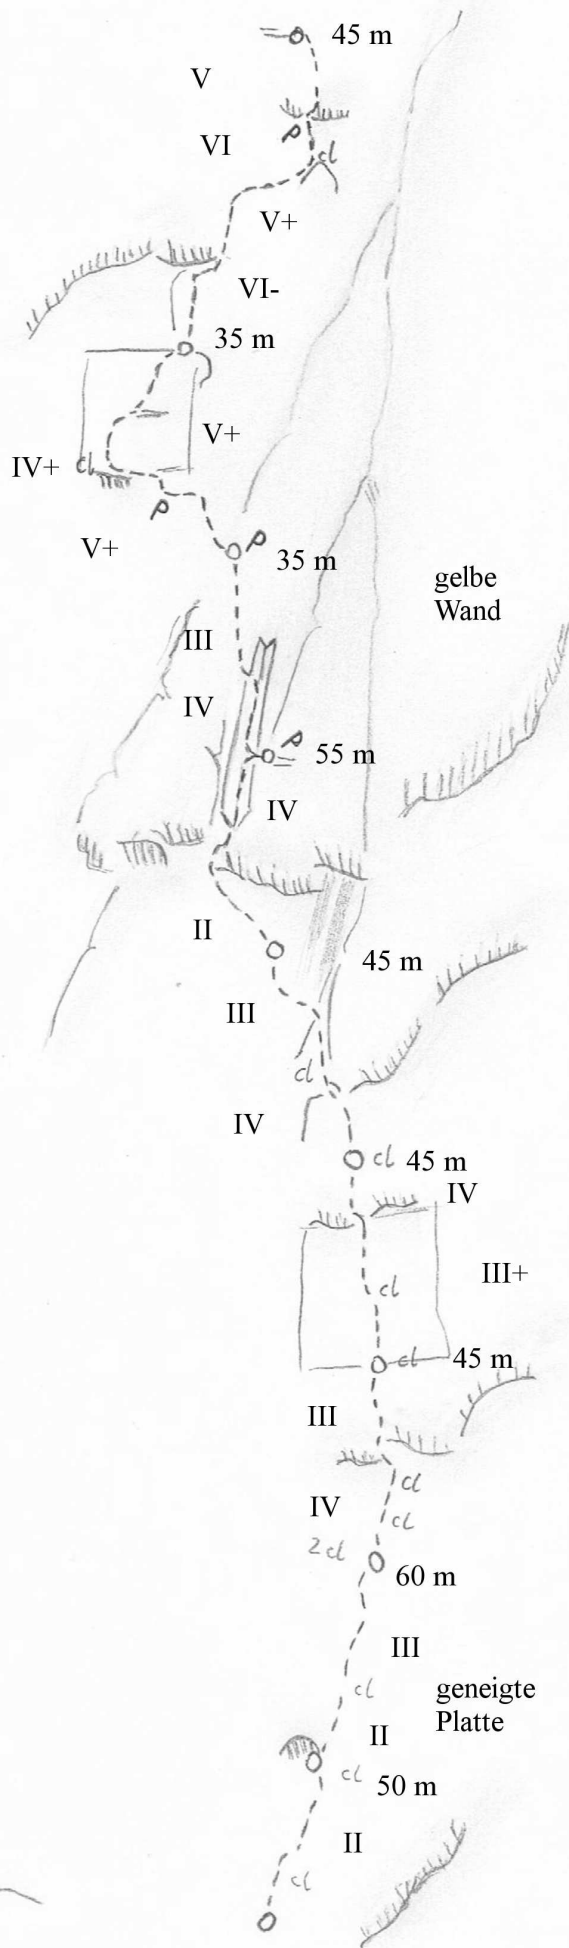 45 m
V
P
VI
cl
V+
VI-
35 m
V+
IV+ cl
P
V+
P
35 m
gelbe
Wand
III
IV
P
55 m
IV
II
45 m
III
cl
IV
cl 45 m
IV
III+
cl
cl 45 m
III
cl
IV
cl
2 cl
60 m
III
cl
geneigte
Platte
II
cl 50 m
II
cl